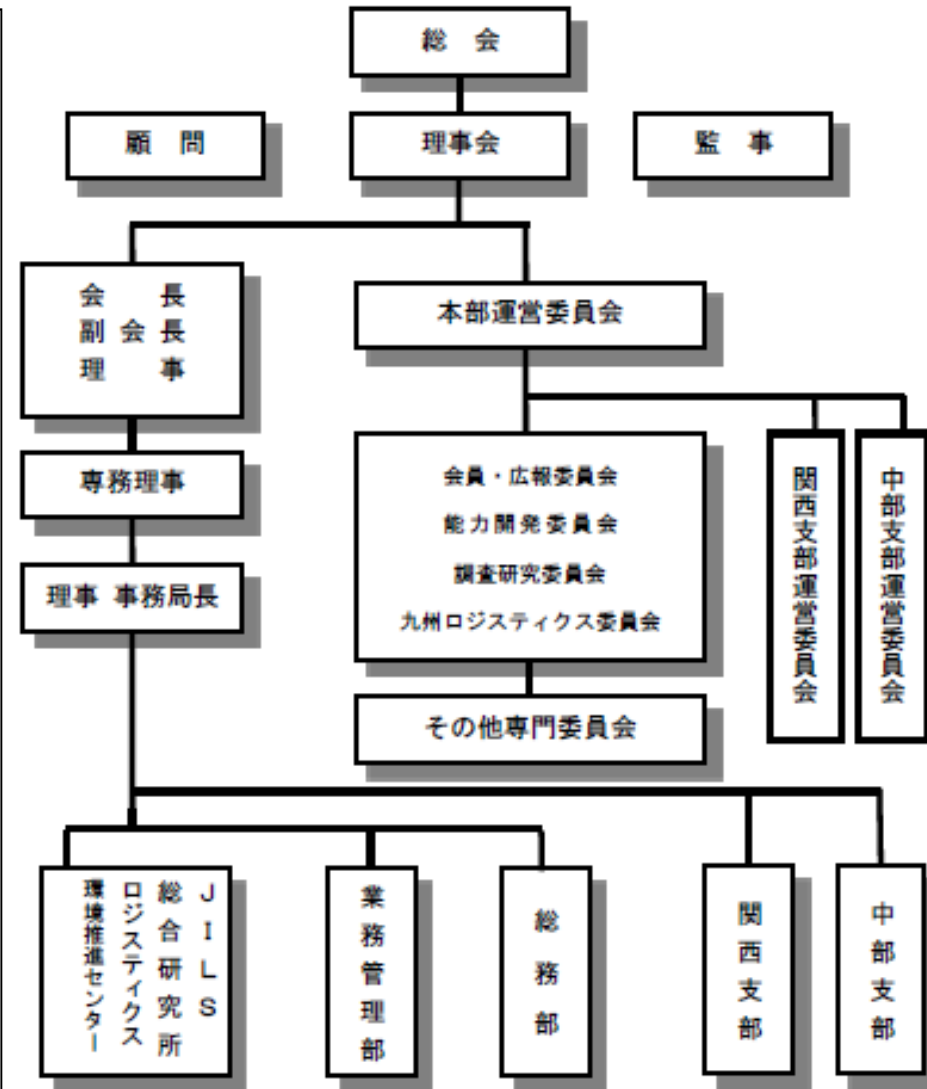 総 会
顧 問
理事会
監 事
会 長
副 会 長
理 事
本部運営委員会
専務理事
理事 事務局長
会員・広報委員会
能力開発委員会
調査研究委員会
九州ロジスティクス委員会
その他専門委員会
関西支部運営委員会
中部支部運営委員会
JILS
総合研究所
ロジスティクス
環境推進センター
業務管理部
総務部
関西支部
中部支部